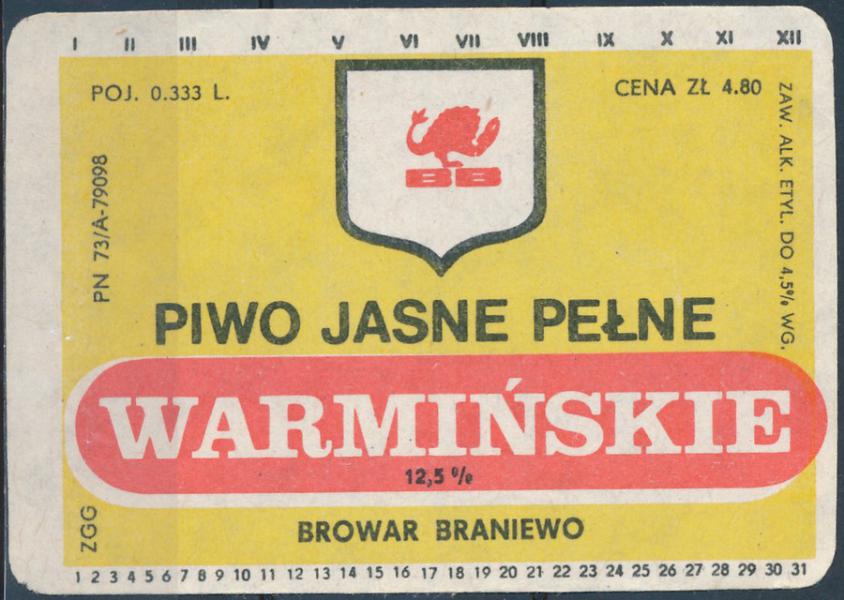 I II III IV V VI VII VIII IX X XI XII
POJ. 0.333 L.
CENA ZŁ 4.80
PN 73/A-79098
ZAW. ALK. ETYL. DO 4,5% WG.
BB
PIWO JASNE PEŁNE
WARMIŃSKIE
12,5 %
ZGG
BROWAR BRANIEWO
1 2 3 4 5 6 7 8 9 10 11 12 13 14 15 16 17 18 19 20 21 22 23 24 25 26 27 28 29 30 31